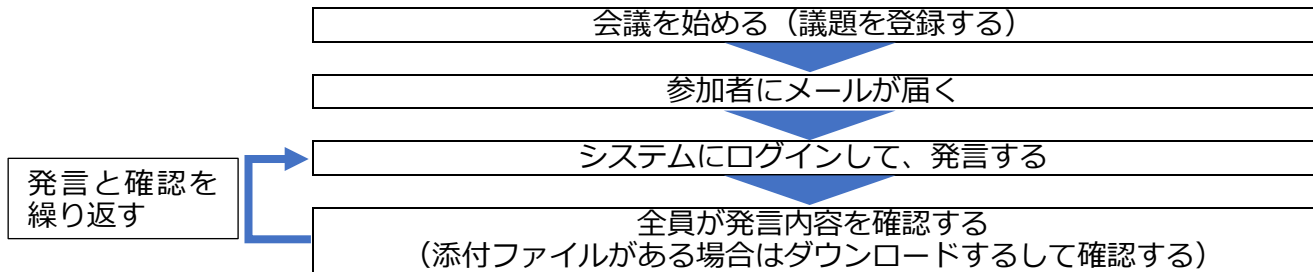 会議を始める（議題を登録する）
参加者にメールが届く
システムにログインして、発言する
発言と確認を
繰り返す
全員が発言内容を確認する
（添付ファイルがある場合はダウンロードするして確認する）